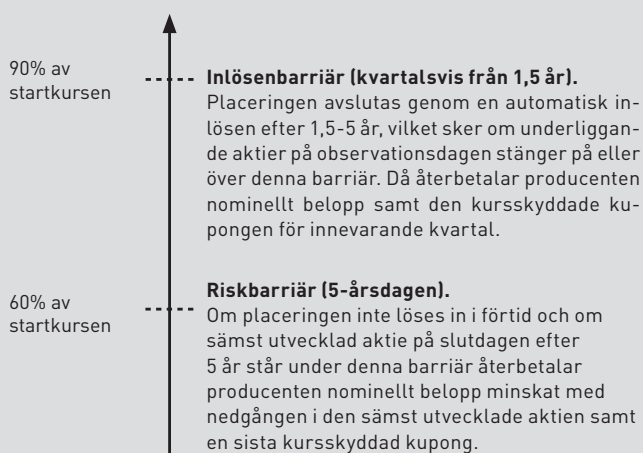 90% av
startkursen
Inlösenbarriär (kvartalsvis från 1,5 år).
Placeringen avslutas genom en automatisk in-
lösen efter 1,5-5 år, vilket sker om underliggan-
de aktier på observationsdagen stänger på eller
över denna barriär. Då återbetalar producenten
nominellt belopp samt den kursskyddade ku-
pongen för innevarande kvartal.
60% av
startkursen
Riskbarriär (5-årsdagen).
Om placeringen inte löses in i förtid och om
sämst utvecklad aktie på slutdagen efter
5 år står under denna barriär återbetalar
producenten nominellt belopp minskat med
nedgången i den sämst utvecklade aktien samt
en sista kursskyddad kupong.